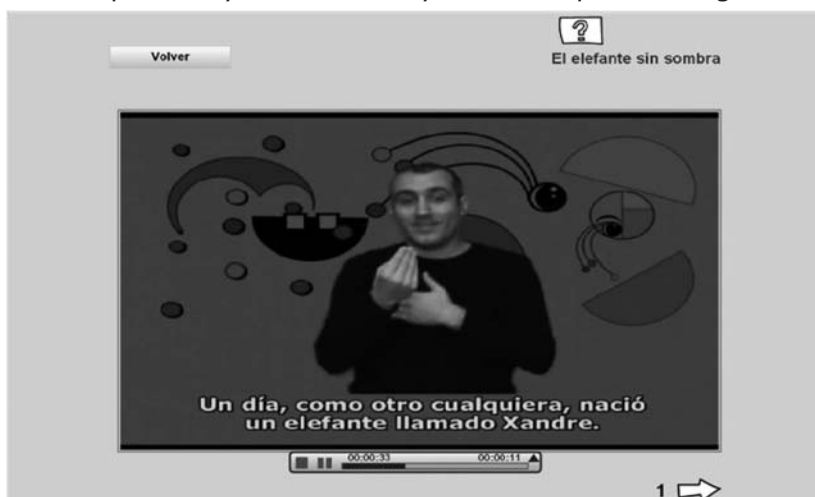 Volver
?
El elefante sin sombra
Un día, como otro cualquiera, nació
un elefante llamado Xandre.
00:00:33 00:00:11
1